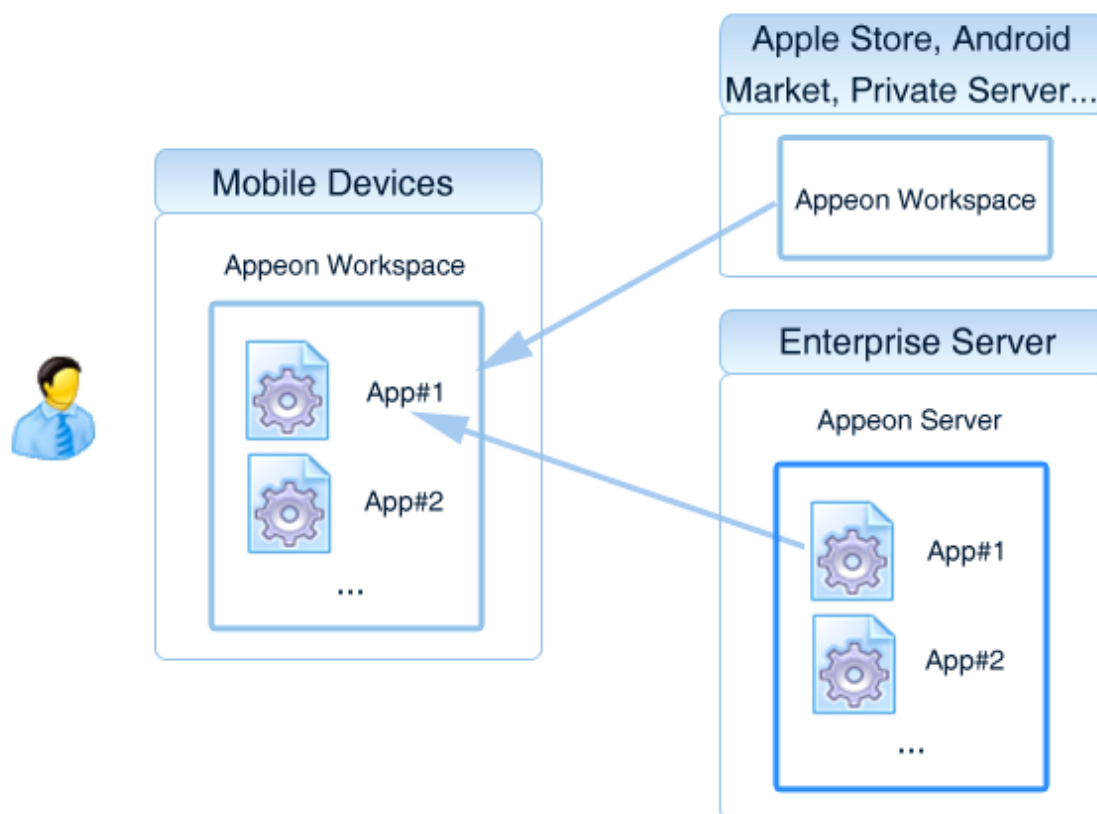 Mobile Devices
Appeon Workspace
App#1
App#2
...
Apple Store, Android
Market, Private Server...
Appeon Workspace
Enterprise Server
Appeon Server
App#1
App#2
...